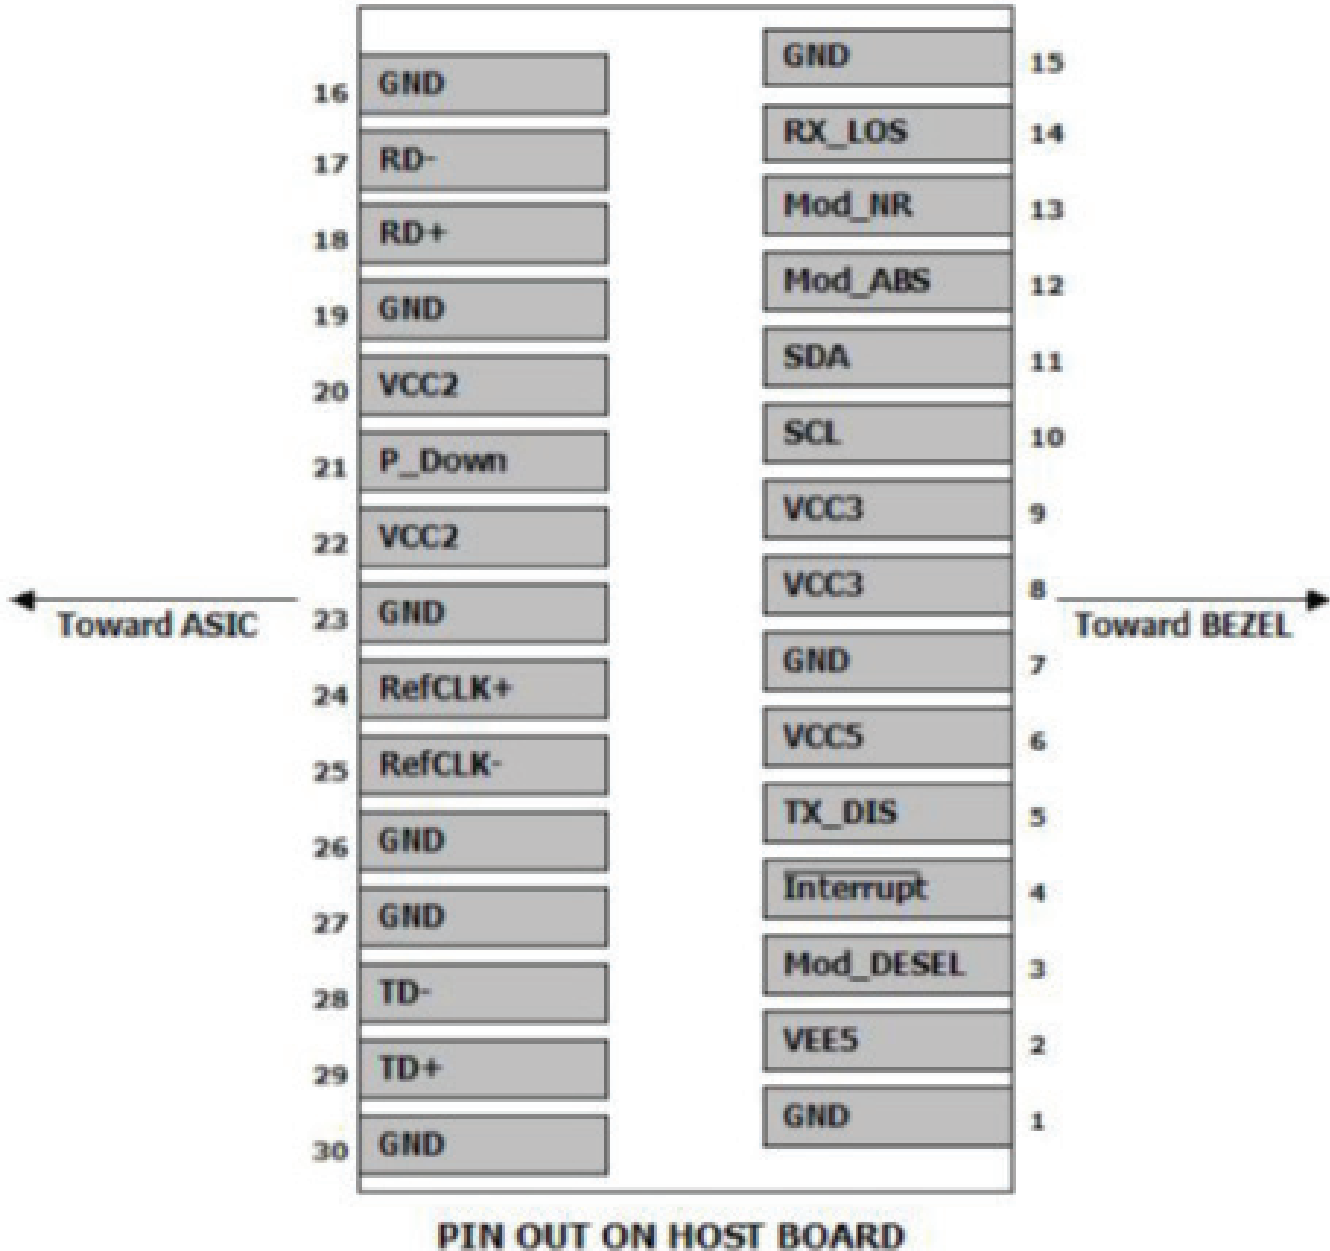 GND 15
16 GND
RX_LOS 14
17 RD-
Mod_NR 13
18 RD+
Mod_ABS 12
19 GND
SDA 11
20 VCC2
SCL 10
21 P_Down
VCC3 9
22 VCC2
VCC3 8
23 GND
Toward ASIC
Toward BEZEL
GND 7
24 RefCLK+
VCC5 6
25 RefCLK-
TX_DIS 5
26 GND
Interrupt 4
27 GND
Mod_DESEL 3
28 TD-
VEE5 2
29 TD+
GND 1
30 GND
PIN OUT ON HOST BOARD